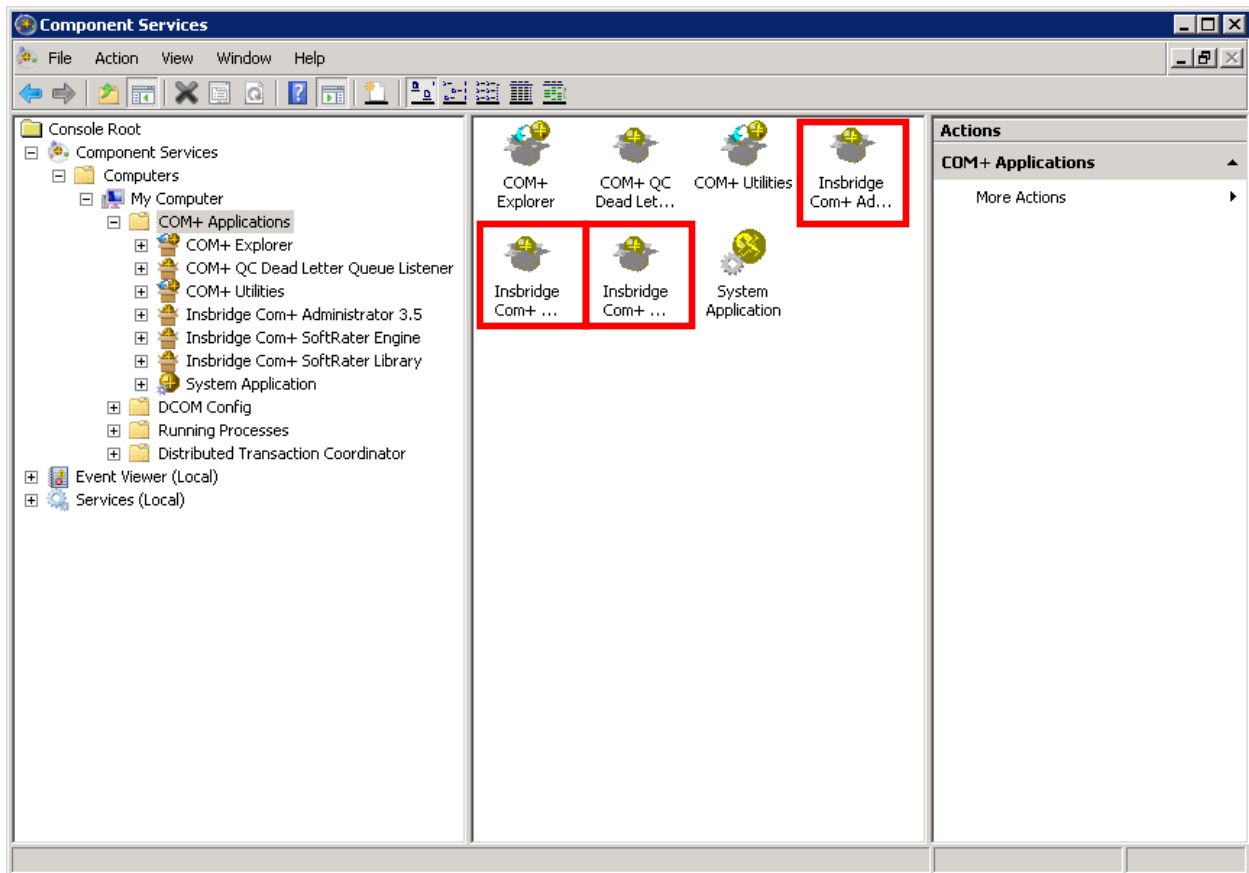 Component Services
File Action View Window Help
Console Root
Component Services
Computers
My Computer
COM+ Applications
COM+ Explorer
COM+ QC Dead Letter Queue Listener
COM+ Utilities
Insbridge Com+ Administrator 3.5
Insbridge Com+ SoftRater Engine
Insbridge Com+ SoftRater Library
System Application
DCOM Config
Running Processes
Distributed Transaction Coordinator
Event Viewer (Local)
Services (Local)
COM+
Explorer
COM+ QC
Dead Let...
COM+ Utilities
Insbridge
Com+ Ad...
Insbridge
Com+ ...
Insbridge
Com+ ...
System
Application
Actions
COM+ Applications
More Actions